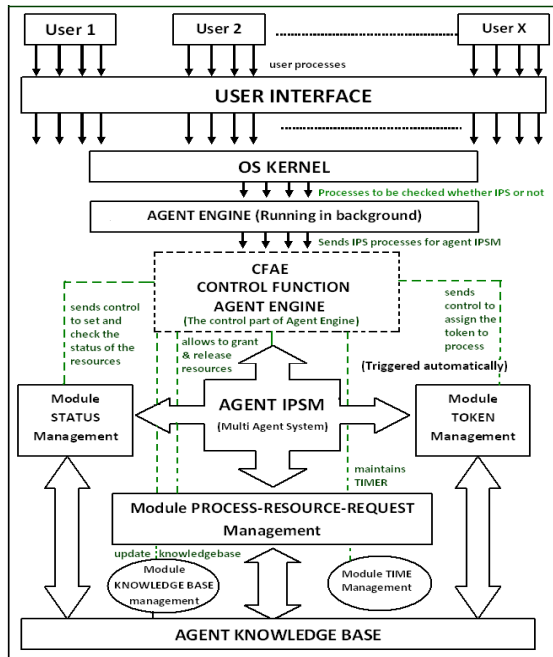 User 1
User 2
User X
user processes
USER INTERFACE
OS KERNEL
Processes to be checked whether IPS or not
AGENT ENGINE (Running in background)
Sends IPS processes for agent IPSM
CFAE
CONTROL FUNCTION
AGENT ENGINE
(The control part of Agent Engine)
sends control
to set and
check the
status of the
resources
allows to grant
& release
resources
sends
control to
assign the
token to
process
(Triggered automatically)
Module
STATUS
Management
AGENT IPSM
(Multi Agent System)
Module
TOKEN
Management
maintains
TIMER
Module PROCESS-RESOURCE-REQUEST
Management
update knowledgebase
Module
KNOWLEDGE BASE
management
Module TIME
Management
AGENT KNOWLEDGE BASE